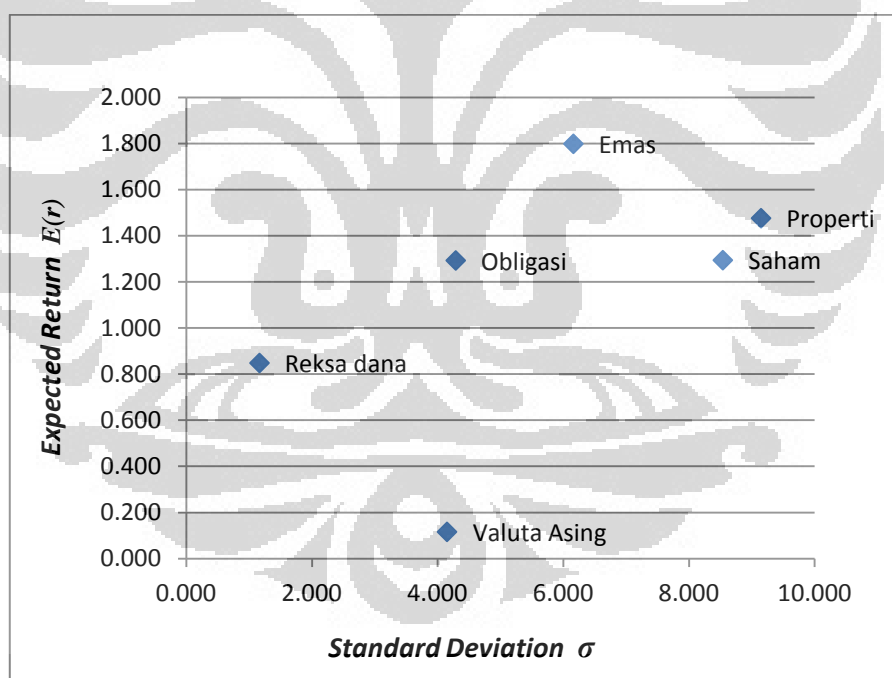 2.000
1.800
1.600
1.400
1.200
1.000
0.800
0.600
0.400
0.200
0.000
Expected Return E(r)
Emas
Properti
Obligasi
Saham
Reksa dana
Valuta Asing
0.000 2.000 4.000 6.000 8.000 10.000
Standard Deviation σ